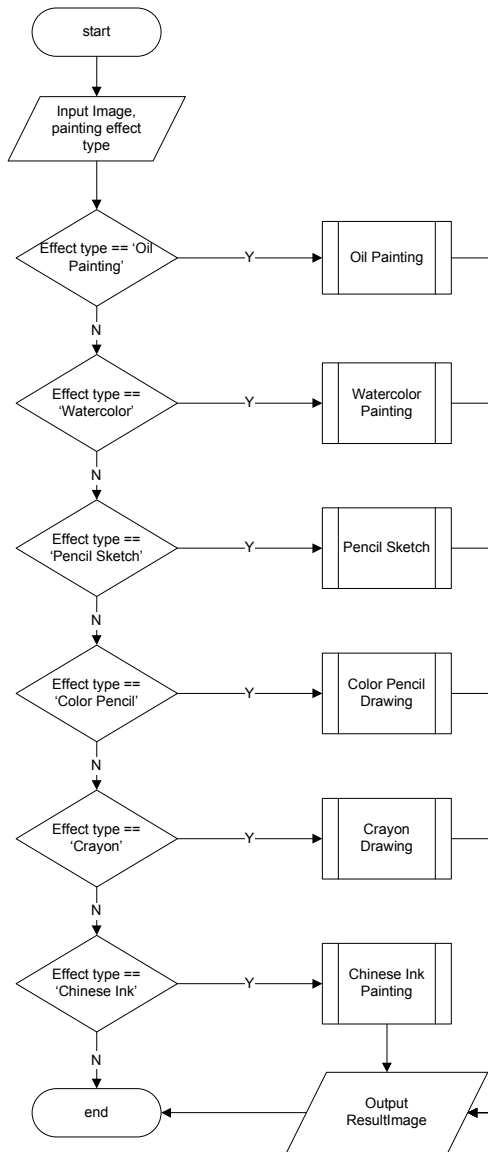 start
Input Image,
painting effect
type
Effect type == ‘Oil
Painting’
Y
Oil Painting
N
Effect type ==
‘Watercolor’
Y
Watercolor
Painting
N
Effect type ==
‘Pencil Sketch’
Y
Pencil Sketch
N
Effect type ==
‘Color Pencil’
Y
Color Pencil
Drawing
N
Effect type ==
‘Crayon’
Y
Crayon
Drawing
N
Effect type ==
‘Chinese Ink’
Y
Chinese Ink
Painting
N
end
Output
ResultImage